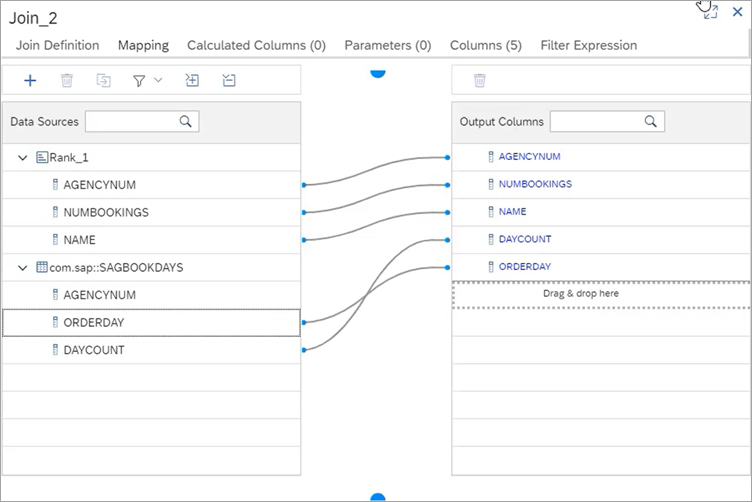 Join_2
Join Definition Mapping Calculated Columns (0) Parameters (0) Columns (5) Filter Expression
Data Sources
Rank_1
AGENCYNUM
NUMBOOKINGS
NAME
com.sap::SAGBOOKDAYS
AGENCYNUM
ORDERDAY
DAYCOUNT
Output Columns
AGENCYNUM
NUMBOOKINGS
NAME
DAYCOUNT
ORDERDAY
Drag & drop here